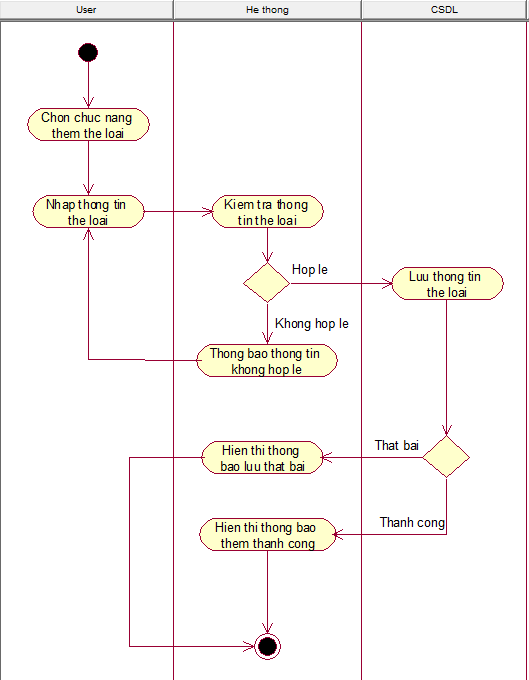 User
He thong
CSDL
Chon chuc nang
them the loai
Nhap thong tin
the loai
Kiem tra thong
tin the loai
Hop le
Luu thong tin
the loai
Khong hop le
Thong bao thong tin
khong hop le
That bai
Hien thi thong
bao luu that bai
Thanh cong
Hien thi thong bao
them thanh cong